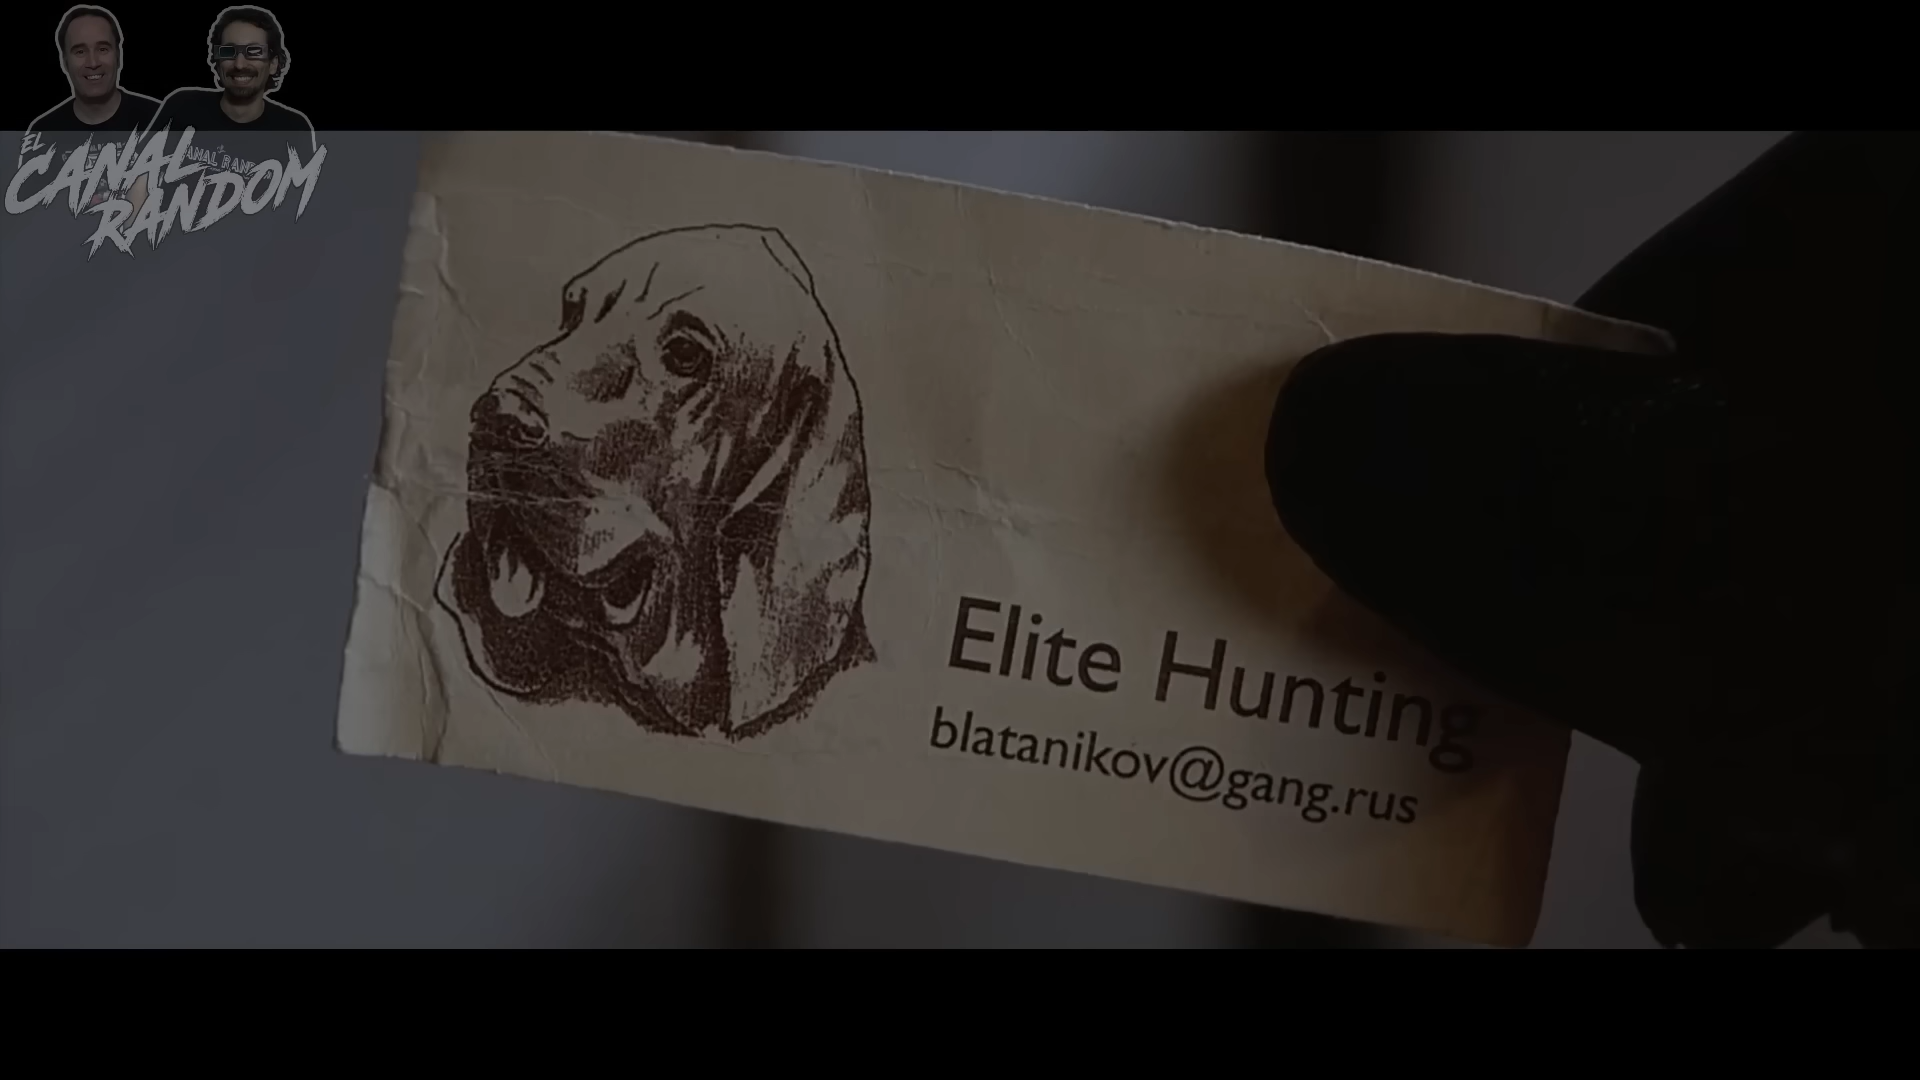 EL
CANAL
RANDOM
Elite Hunting
blatanikov@gang.rus